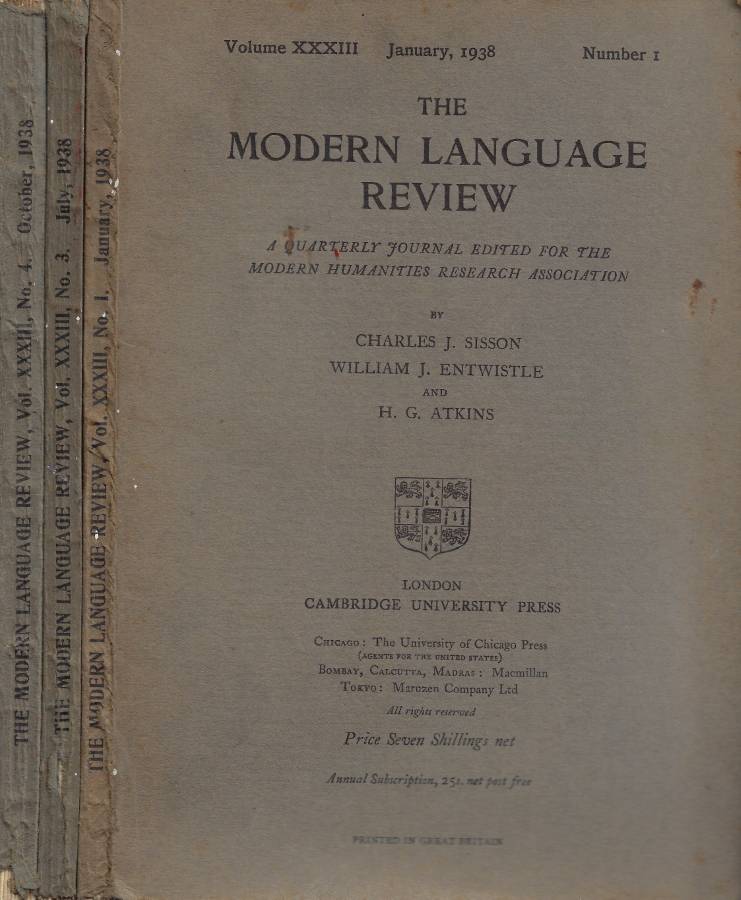 THE MODERN LANGUAGE REVIEW, Vol. XXXIII, No. 4. October, 1938
THE MODERN LANGUAGE REVIEW, Vol. XXXIII, No. 3. July, 1938
THE MODERN LANGUAGE REVIEW, Vol. XXXIII, No. 1. January, 1938
Volume XXXIII January, 1938 Number 1
THE
MODERN LANGUAGE
REVIEW
A QUARTERLY JOURNAL EDITED FOR THE
MODERN HUMANITIES RESEARCH ASSOCIATION
BY
CHARLES J. SISSON
WILLIAM J. ENTWISTLE
AND
H. G. ATKINS
LONDON
CAMBRIDGE UNIVERSITY PRESS
CHICAGO: The University of Chicago Press
(AGENTS FOR THE UNITED STATES)
BOMBAY, CALCUTTA, MADRAS: Macmillan
TOKYO: Maruzen Company Ltd
All rights reserved
Price Seven Shillings net
Annual Subscription, 25s. net post free
PRINTED IN GREAT BRITAIN